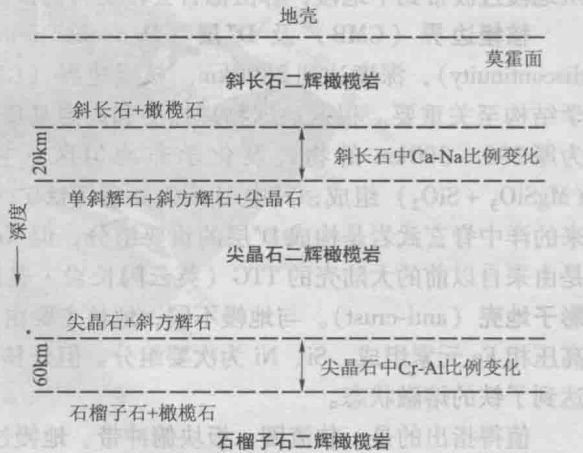 地壳
莫霍面
斜长石二辉橄榄岩
斜长石+橄榄石
20km
斜长石中Ca-Na比例变化
单斜辉石+斜方辉石+尖晶石
深度
尖晶石二辉橄榄岩
尖晶石+斜方辉石
60km
尖晶石中Cr-Al比例变化
石榴子石+橄榄石
石榴子石二辉橄榄岩